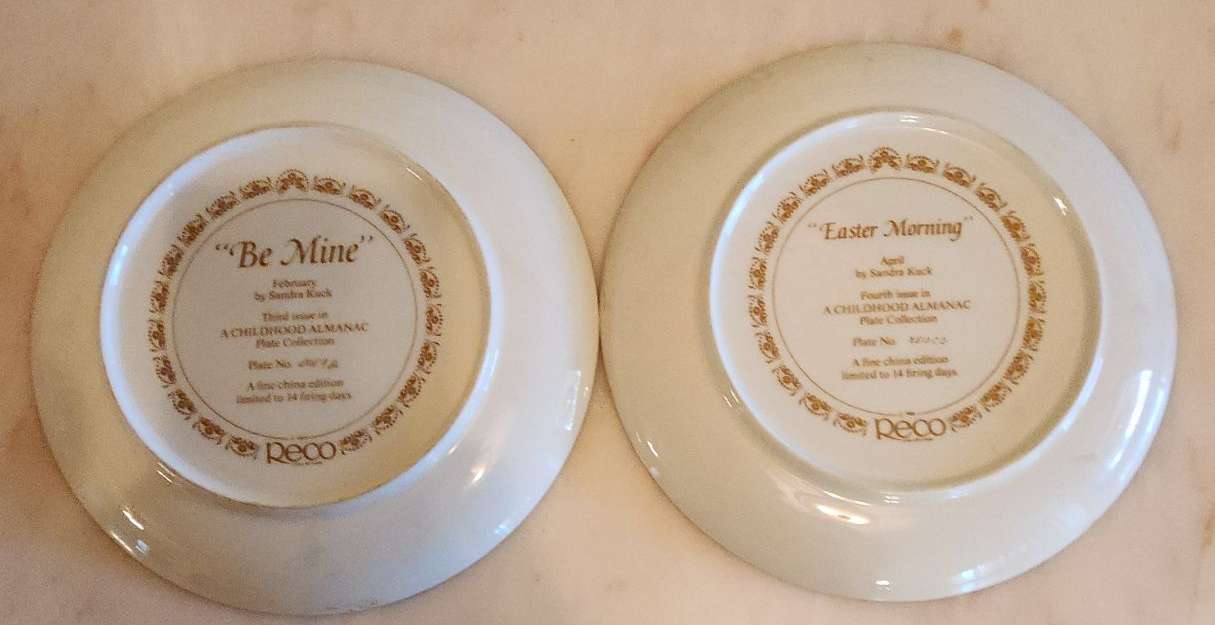 "Be Mine"
February
by Sandra Kuck
Third issue in
A CHILDHOOD ALMANAC
Plate Collection
Plate No.
A fine china edition
limited to 14 firing days.
Reco
"Easter Morning"
April
by Sandra Kuck
Fourth issue in
A CHILDHOOD ALMANAC
Plate Collection
Plate No.
A fine china edition
limited to 14 firing days.
Reco